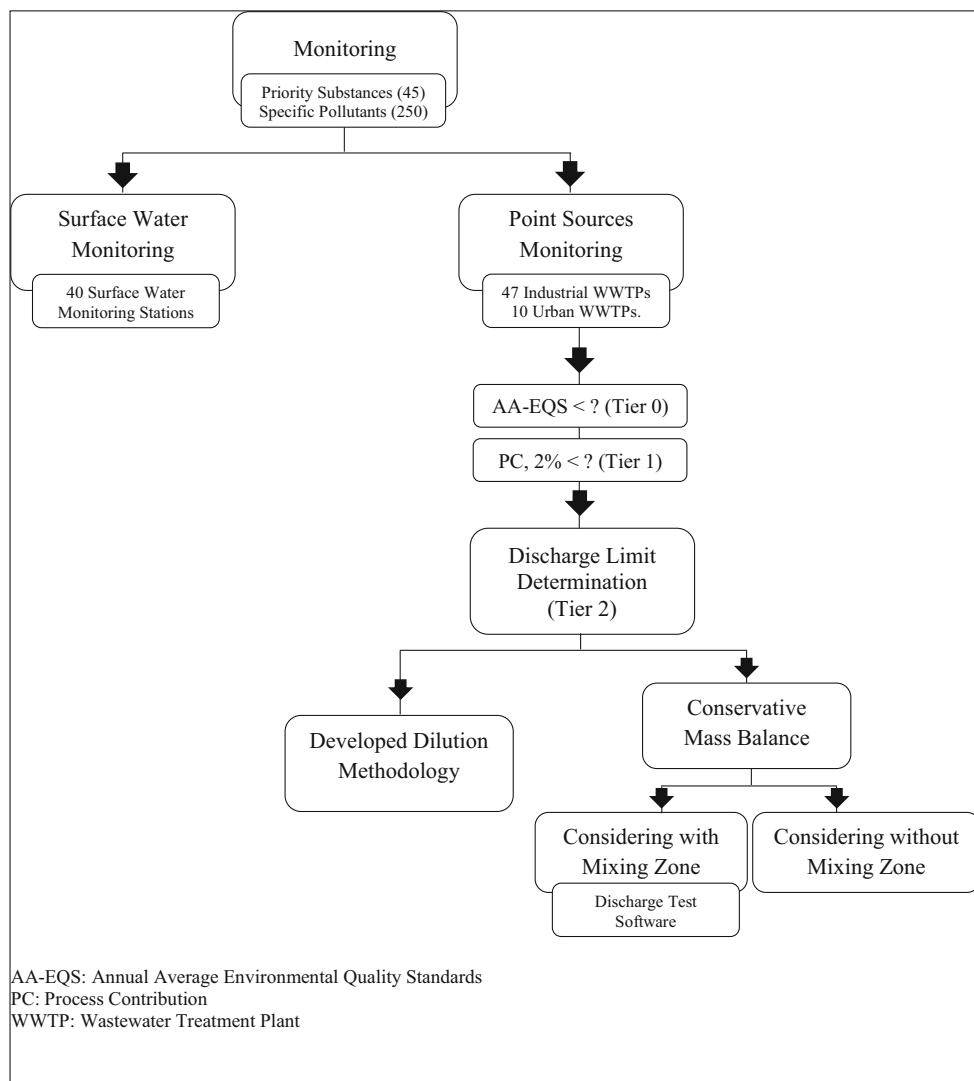 Monitoring
Priority Substances (45)
Specific Pollutants (250)
Surface Water
Monitoring
40 Surface Water
Monitoring Stations
Point Sources
Monitoring
47 Industrial WWTPs
10 Urban WWTPs.
AA-EQS < ? (Tier 0)
PC, 2% < ? (Tier 1)
Discharge Limit
Determination
(Tier 2)
Developed Dilution
Methodology
Conservative
Mass Balance
Considering with
Mixing Zone
Discharge Test
Software
Considering without
Mixing Zone
AA-EQS: Annual Average Environmental Quality Standards
PC: Process Contribution
WWTP: Wastewater Treatment Plant